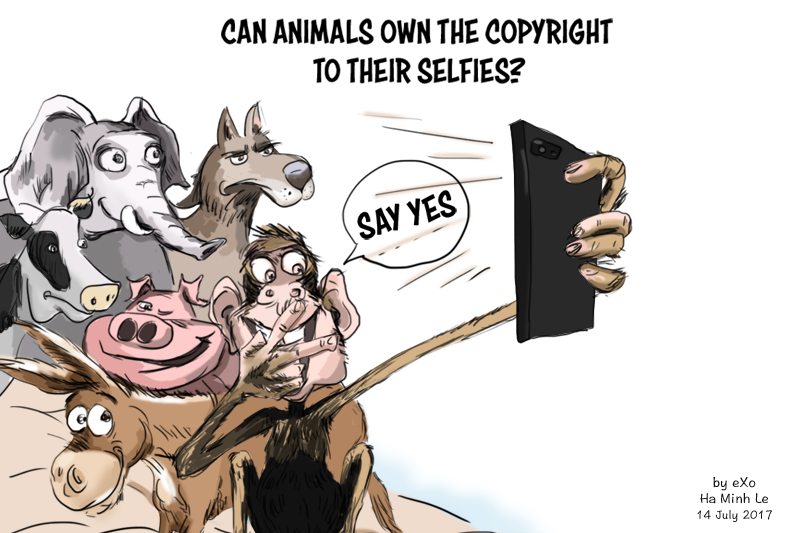 CAN ANIMALS OWN THE COPYRIGHT
TO THEIR SELFIES?
SAY YES
by eXo
Ha Minh Le
14 July 2017